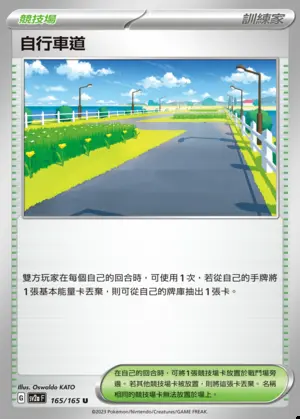 競技場
訓練家
自行車道
雙方玩家在每個自己的回合時，可使用1次，若從自己的手牌將
1張基本能量卡丟棄，則可從自己的牌庫抽出1張卡。
Illus. Oswaldo KATO
G sv2a F 165/165 U
在自己的回合時，可將1張競技場卡放置於戰鬥場旁
邊。若其他競技場卡被放置，則將這張卡丟棄。名稱
相同的競技場卡無法放置於場上。
©2023 Pokémon/Nintendo/Creatures/GAME FREAK.